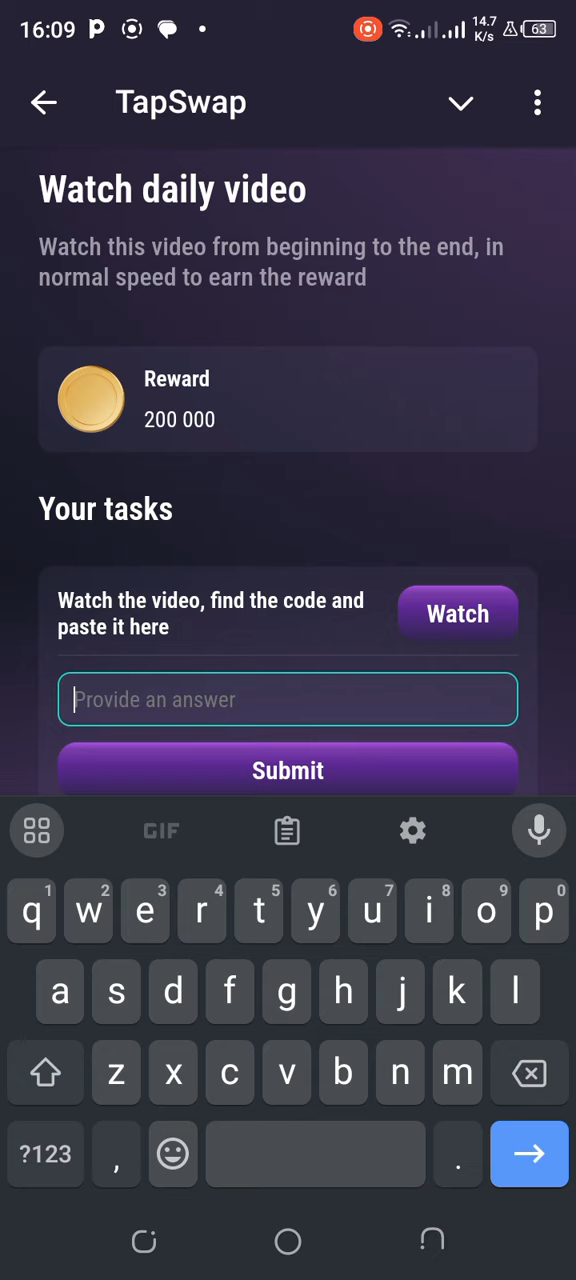 16:09 14.7 K/s 63
TapSwap
Watch daily video
Watch this video from beginning to the end, in
normal speed to earn the reward
Reward
200 000
Your tasks
Watch the video, find the code and
paste it here
Watch
Provide an answer
Submit
GIF
1 2 3 4 5 6 7 8 9 0
q w e r t y u i o p
a s d f g h j k l
z x c v b n m
?123 , .